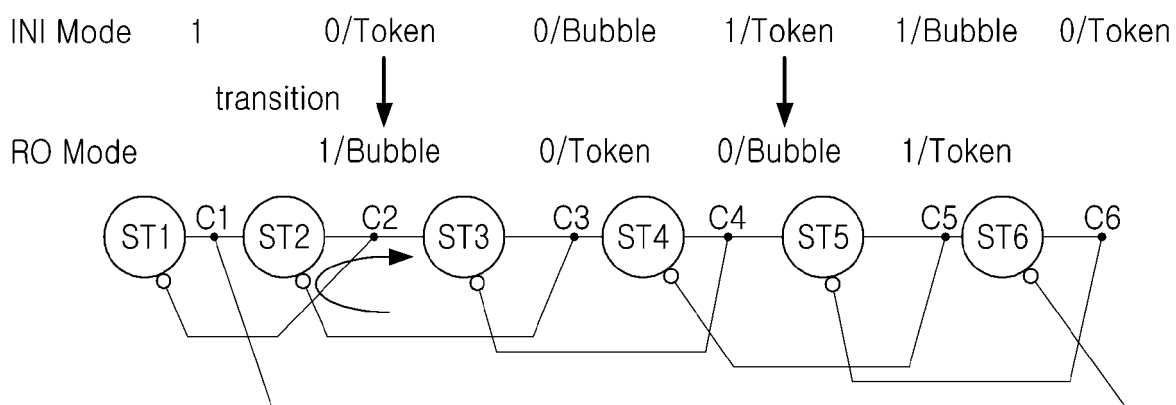 INI Mode 1 0/Token 0/Bubble 1/Token 1/Bubble 0/Token
transition
RO Mode 1/Bubble 0/Token 0/Bubble 1/Token
ST1 C1 ST2 C2 ST3 C3 ST4 C4 ST5 C5 ST6 C6